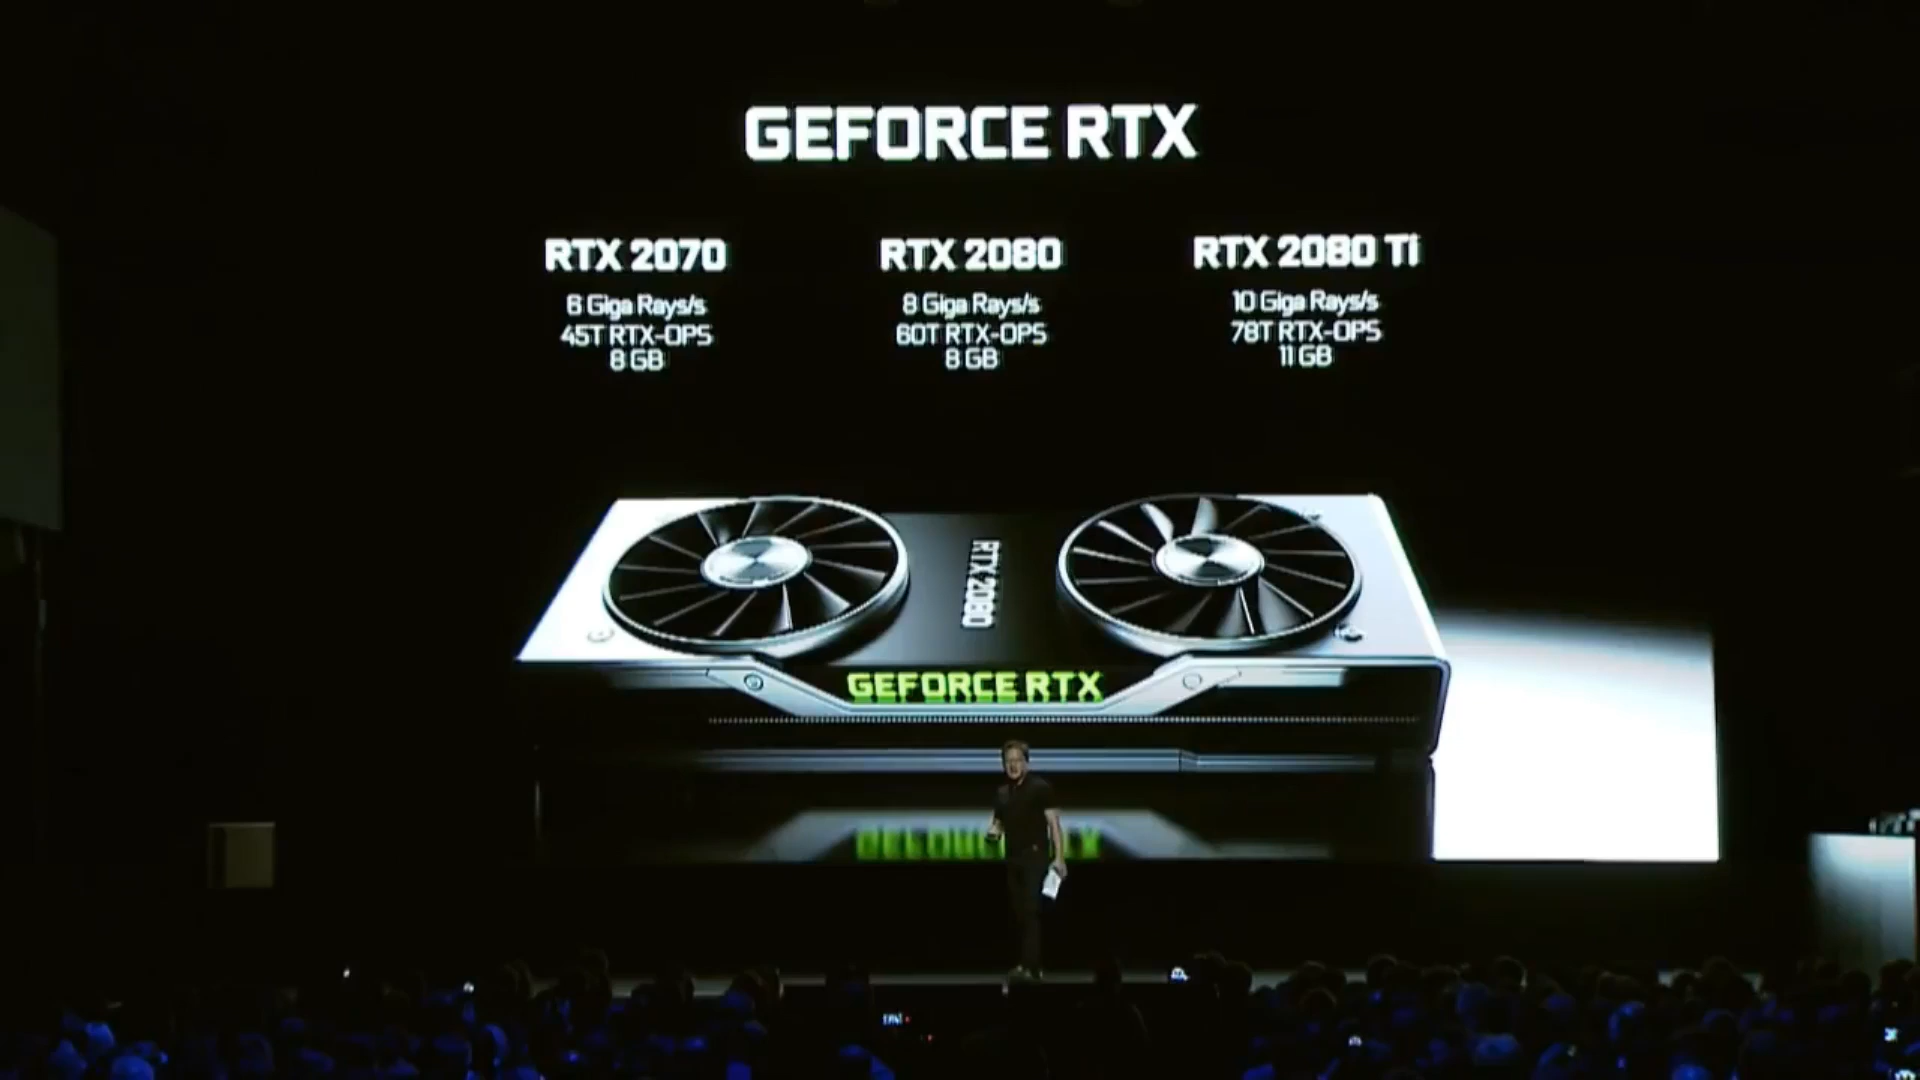 GEFORCE RTX
RTX 2070
6 Giga Rays/s
45T RTX-OPS
8 GB
RTX 2080
8 Giga Rays/s
60T RTX-OPS
8 GB
RTX 2080 Ti
10 Giga Rays/s
78T RTX-OPS
11 GB
RTX 2080
GEFORCE RTX